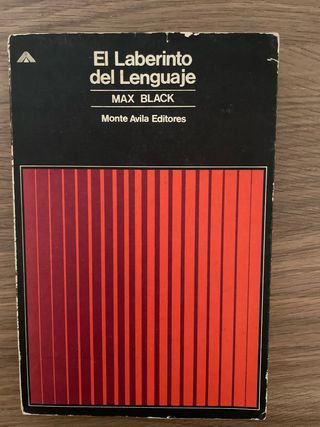 El Laberinto
del Lenguaje
MAX BLACK
Monte Avila Editores